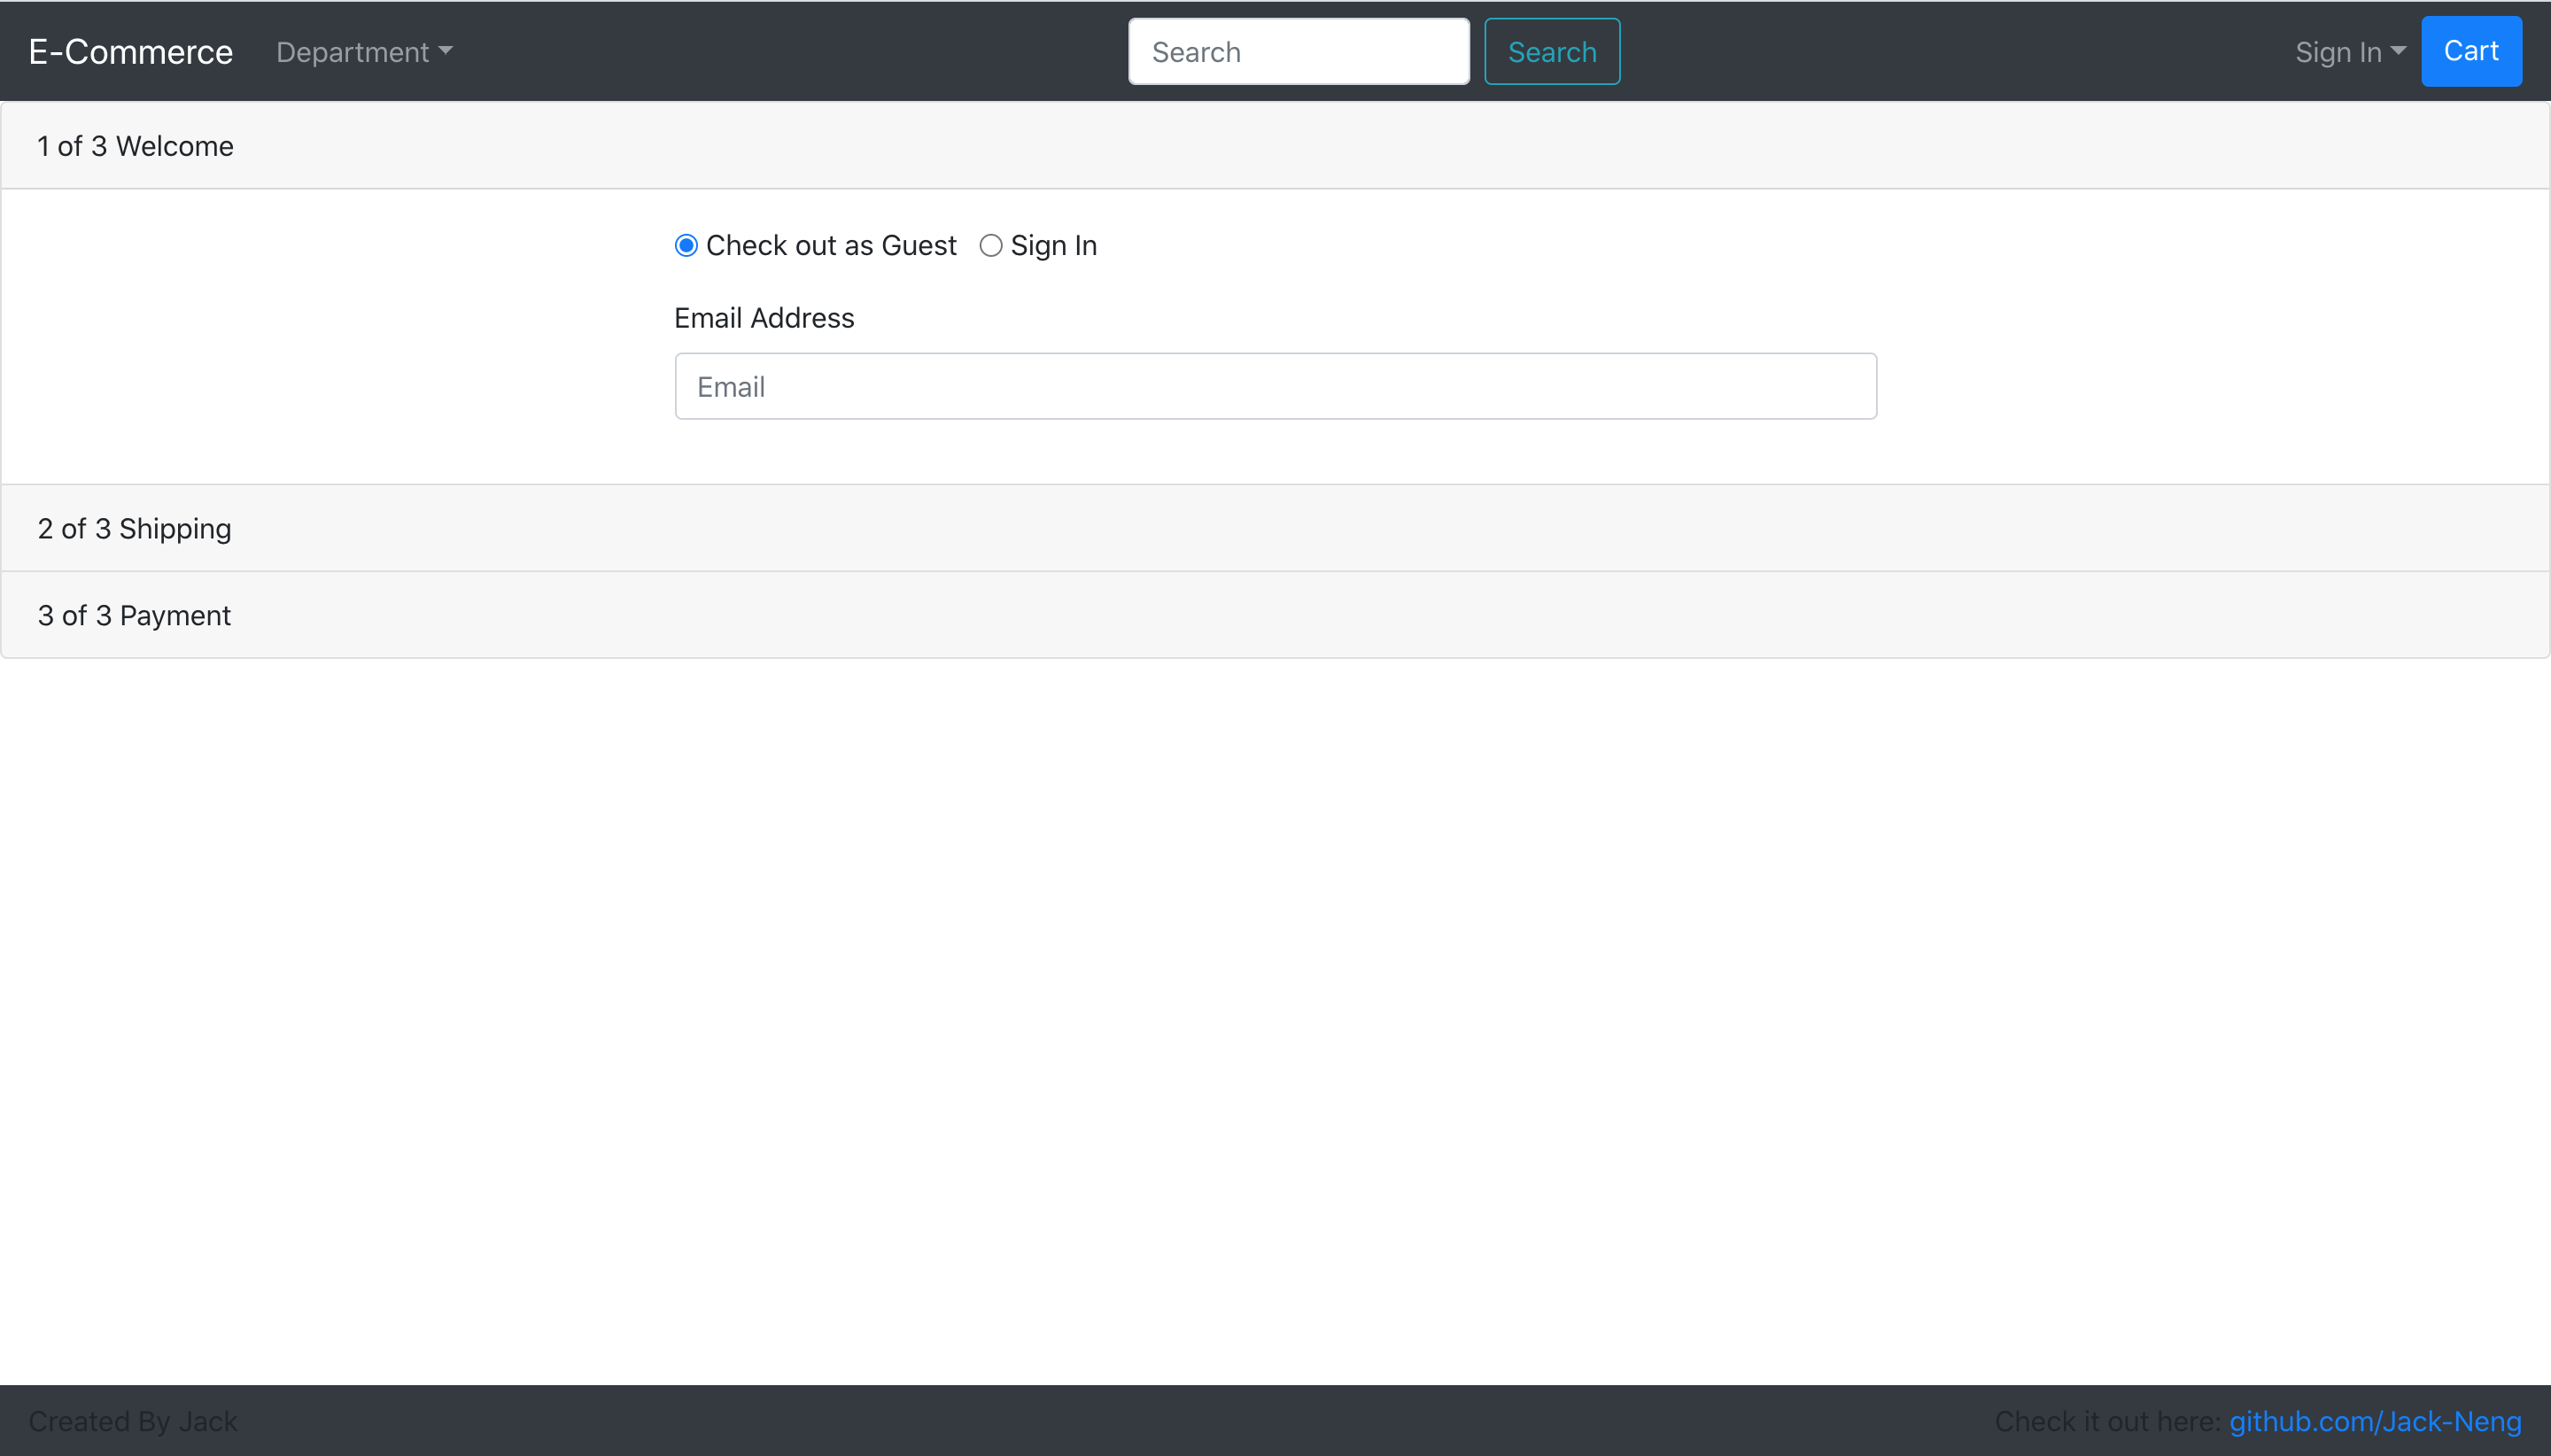 E-Commerce Department Search Search Sign In Cart
1 of 3 Welcome
Check out as Guest Sign In
Email Address
Email
2 of 3 Shipping
3 of 3 Payment
Created By Jack Check it out here: github.com/Jack-Neng